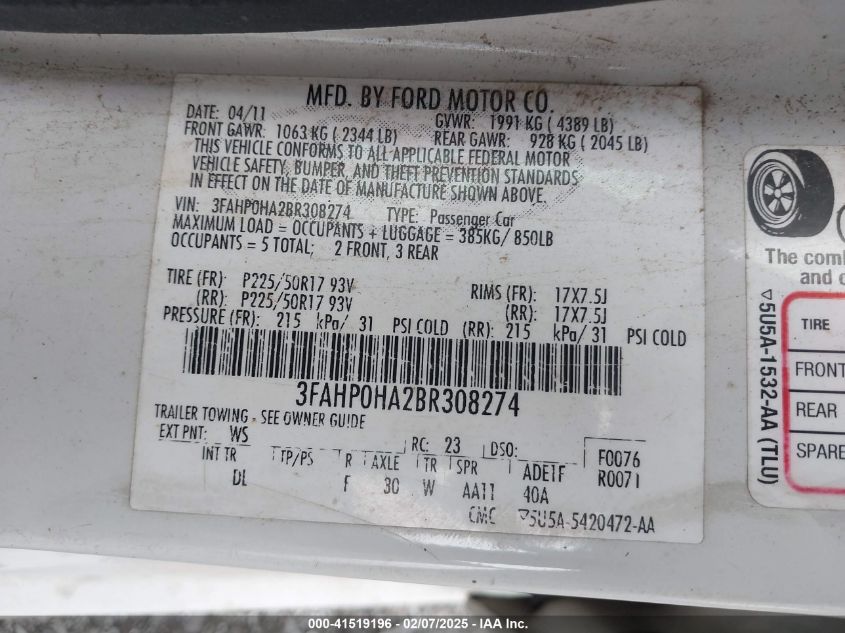 MFD. BY FORD MOTOR CO.
DATE: 04/11 GVWR: 1991 KG ( 4389 LB)
FRONT GAWR: 1063 KG ( 2344 LB) REAR GAWR: 928 KG ( 2045 LB)
THIS VEHICLE CONFORMS TO ALL APPLICABLE FEDERAL MOTOR
VEHICLE SAFETY, BUMPER, AND THEFT PREVENTION STANDARDS
IN EFFECT ON THE DATE OF MANUFACTURE SHOWN ABOVE.
VIN: 3FAHP0HA2BR308274 TYPE: Passenger Car
MAXIMUM LOAD = OCCUPANTS + LUGGAGE = 385KG/ 850LB
OCCUPANTS = 5 TOTAL; 2 FRONT, 3 REAR
TIRE (FR): P225/50R17 93V RIMS (FR): 17X7.5J
(RR): P225/50R17 93V (RR): 17X7.5J
PRESSURE (FR): 215 kPa/ 31 PSI COLD (RR): 215 kPa/ 31 PSI COLD
3FAHP0HA2BR308274
TRAILER TOWING - SEE OWNER GUIDE
EXT PNT: WS RC: 23 DSO: F0076
INT TR TP/PS R AXLE TR SPR ADE1F R0071
DL F 30 W AA11 40A
CMC ▽5U5A-5420472-AA
The
and
▽5U5A-1532-AA (TLU)
TIRE
FRONT
REAR
SPARE
000-41519196 - 02/07/2025 - IAA Inc.